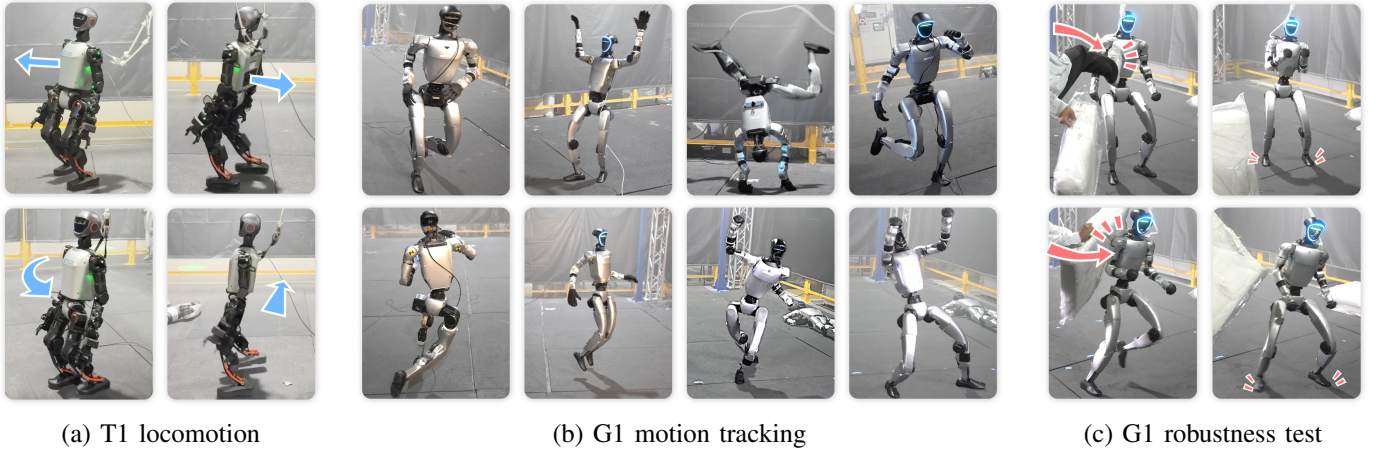 (a) T1 locomotion
(b) G1 motion tracking
(c) G1 robustness test